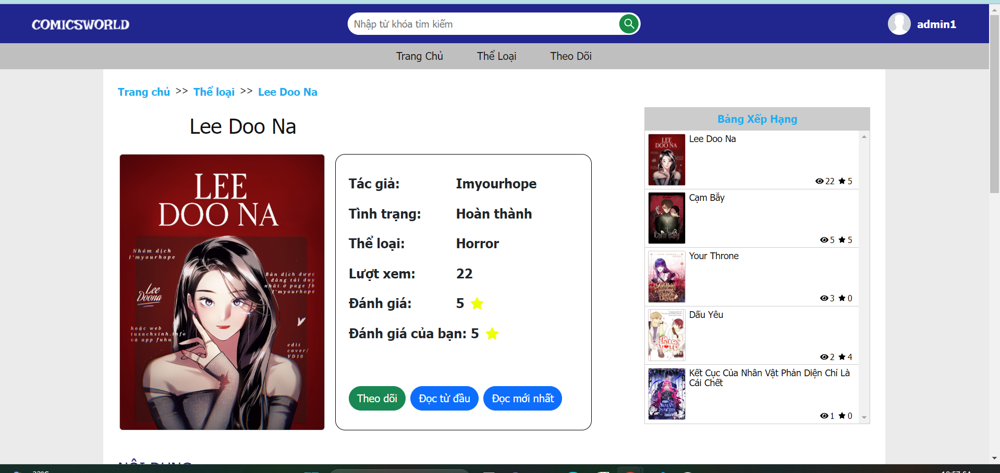 COMICSWORLD
Nhập từ khóa tìm kiếm
admin1
Trang Chủ
Thể Loại
Theo Dõi
Trang chủ >> Thể loại >> Lee Doo Na
Lee Doo Na
LEE
DOO NA
Nhóm dịch
I'myourhope
Bản dịch được
đăng tải duy
nhất ở page fb
I'myourhope
Lee
Doona
hoặc web
tusachxinh.info
và app fuhu
edit
cover/
VD10
Tác giả: Imyourhope
Tình trạng: Hoàn thành
Thể loại: Horror
Lượt xem: 22
Đánh giá: 5
Đánh giá của bạn: 5
Theo dõi
Đọc từ đầu
Đọc mới nhất
Bảng Xếp Hạng
LEE
DOO NA
Lee Doo Na
22 5
Cạm Bẫy
Cạm Bẫy
5 5
Your Throne
3 0
Dấu Yêu
2 4
Kết Cục Của Nhân Vật Phản Diện Chỉ Là
Cái Chết
1 0
NỘI DUNG